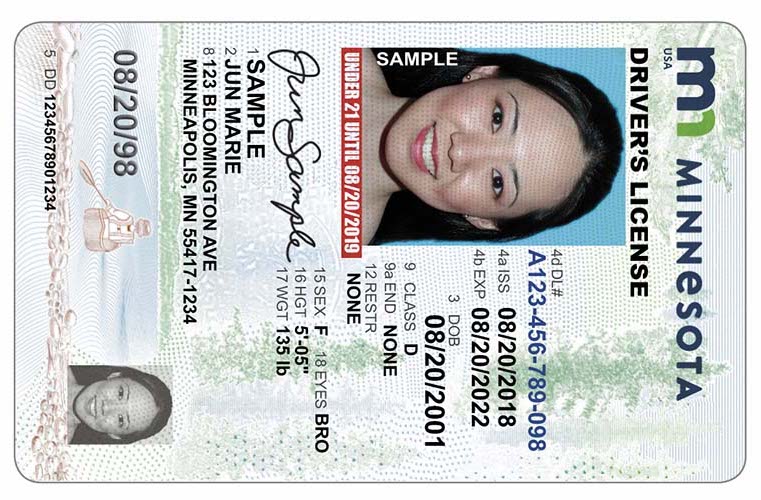 MINNESOTA
USA
DRIVER'S LICENSE
SAMPLE
4d DL#
A123-456-789-098
4a ISS 08/20/2018
4b EXP 08/20/2022
3 DOB
08/20/2001
9 CLASS D
9a END NONE
12 RESTR
NONE
UNDER 21 UNTIL 08/20/2019
15 SEX F 18 EYES BRO
16 HGT 5'-05"
17 WGT 135 lb
Jun Sample
1 SAMPLE
2 JUN MARIE
8 123 BLOOMINGTON AVE
MINNEAPOLIS, MN 55417-1234
08/20/98
5 DD 12345678901234